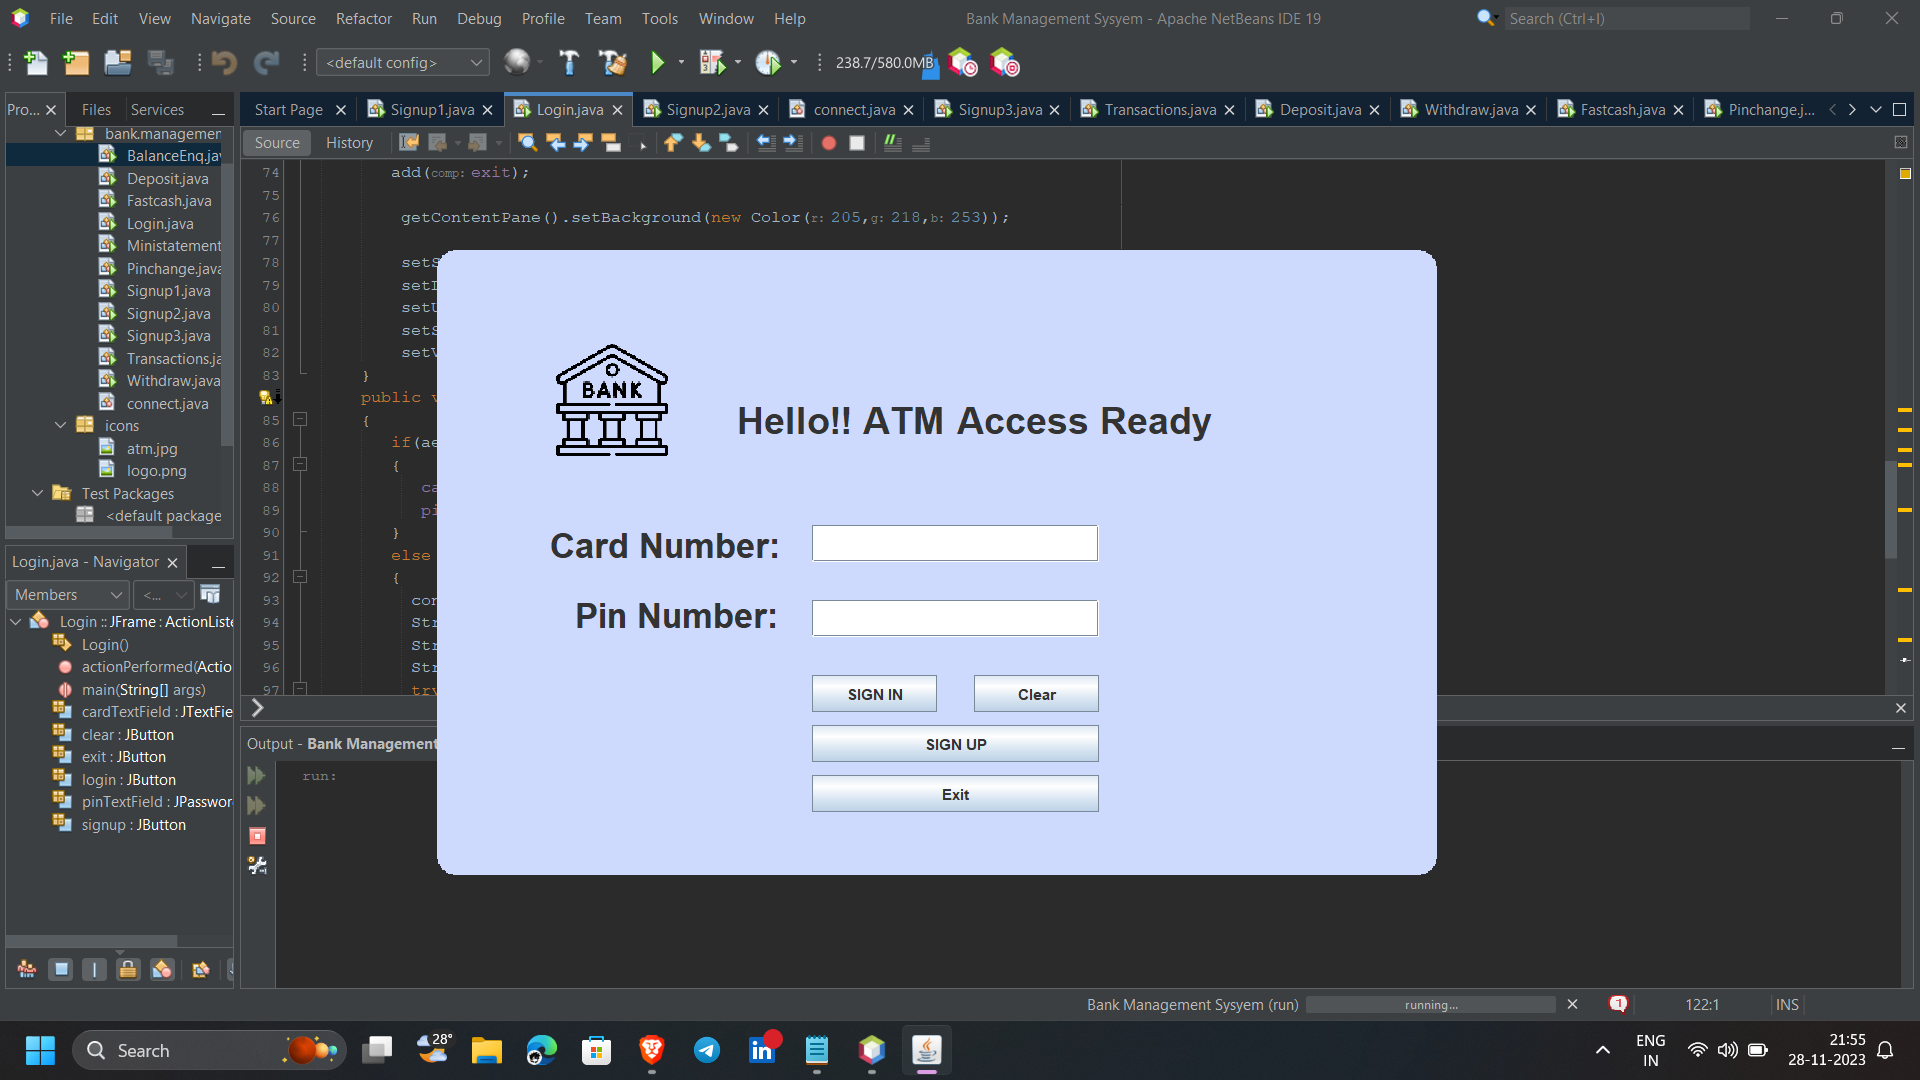 File Edit View Navigate Source Refactor Run Debug Profile Team Tools Window Help
Bank Management Sysyem - Apache NetBeans IDE 19
Search (Ctrl+I)
<default config>
238.7/580.0MB
Pro... Files Services
Start Page Signup1.java Login.java Signup2.java connect.java Signup3.java Transactions.java Deposit.java Withdraw.java Fastcash.java Pinchange.j...
Source History
bank.managemen
BalanceEnq.jav
Deposit.java
Fastcash.java
Login.java
Ministatement
Pinchange.java
Signup1.java
Signup2.java
Signup3.java
Transactions.ja
Withdraw.java
connect.java
icons
atm.jpg
logo.png
Test Packages
<default package
74 add(comp: exit);
75
76 getContentPane().setBackground(new Color(r: 205,g: 218,b: 253));
77
78 setS
79
80 setU
81 setS
82 setV
83 }
public v
85 {
86 if(ae
87 {
88 ca
89 pi
90 }
91 else
92 {
93 con
94 Str
95 Str
96 Str
97 try
BANK
Hello!! ATM Access Ready
Card Number:
Pin Number:
SIGN IN Clear
SIGN UP
Exit
Login.java - Navigator
Members <...
Login :: JFrame : ActionListe
Login()
actionPerformed(Actio
main(String[] args)
cardTextField : JTextFie
clear : JButton
exit : JButton
login : JButton
pinTextField : JPasswor
signup : JButton
Output - Bank Management
run:
Bank Management Sysyem (run) running... 1 122:1 INS
Search
28°
ENG
IN
21:55
28-11-2023